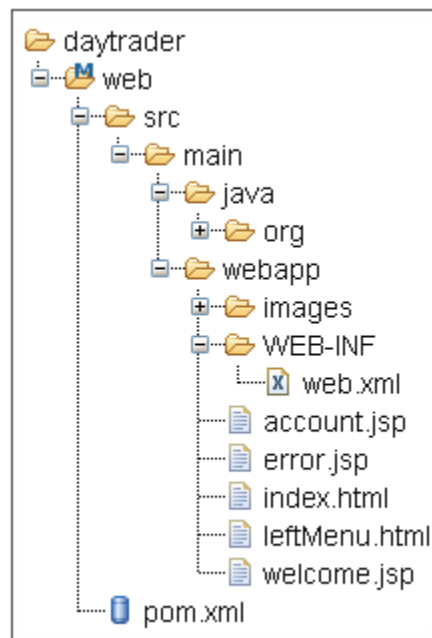 daytrader
web
src
main
java
org
webapp
images
WEB-INF
web.xml
account.jsp
error.jsp
index.html
leftMenu.html
welcome.jsp
pom.xml